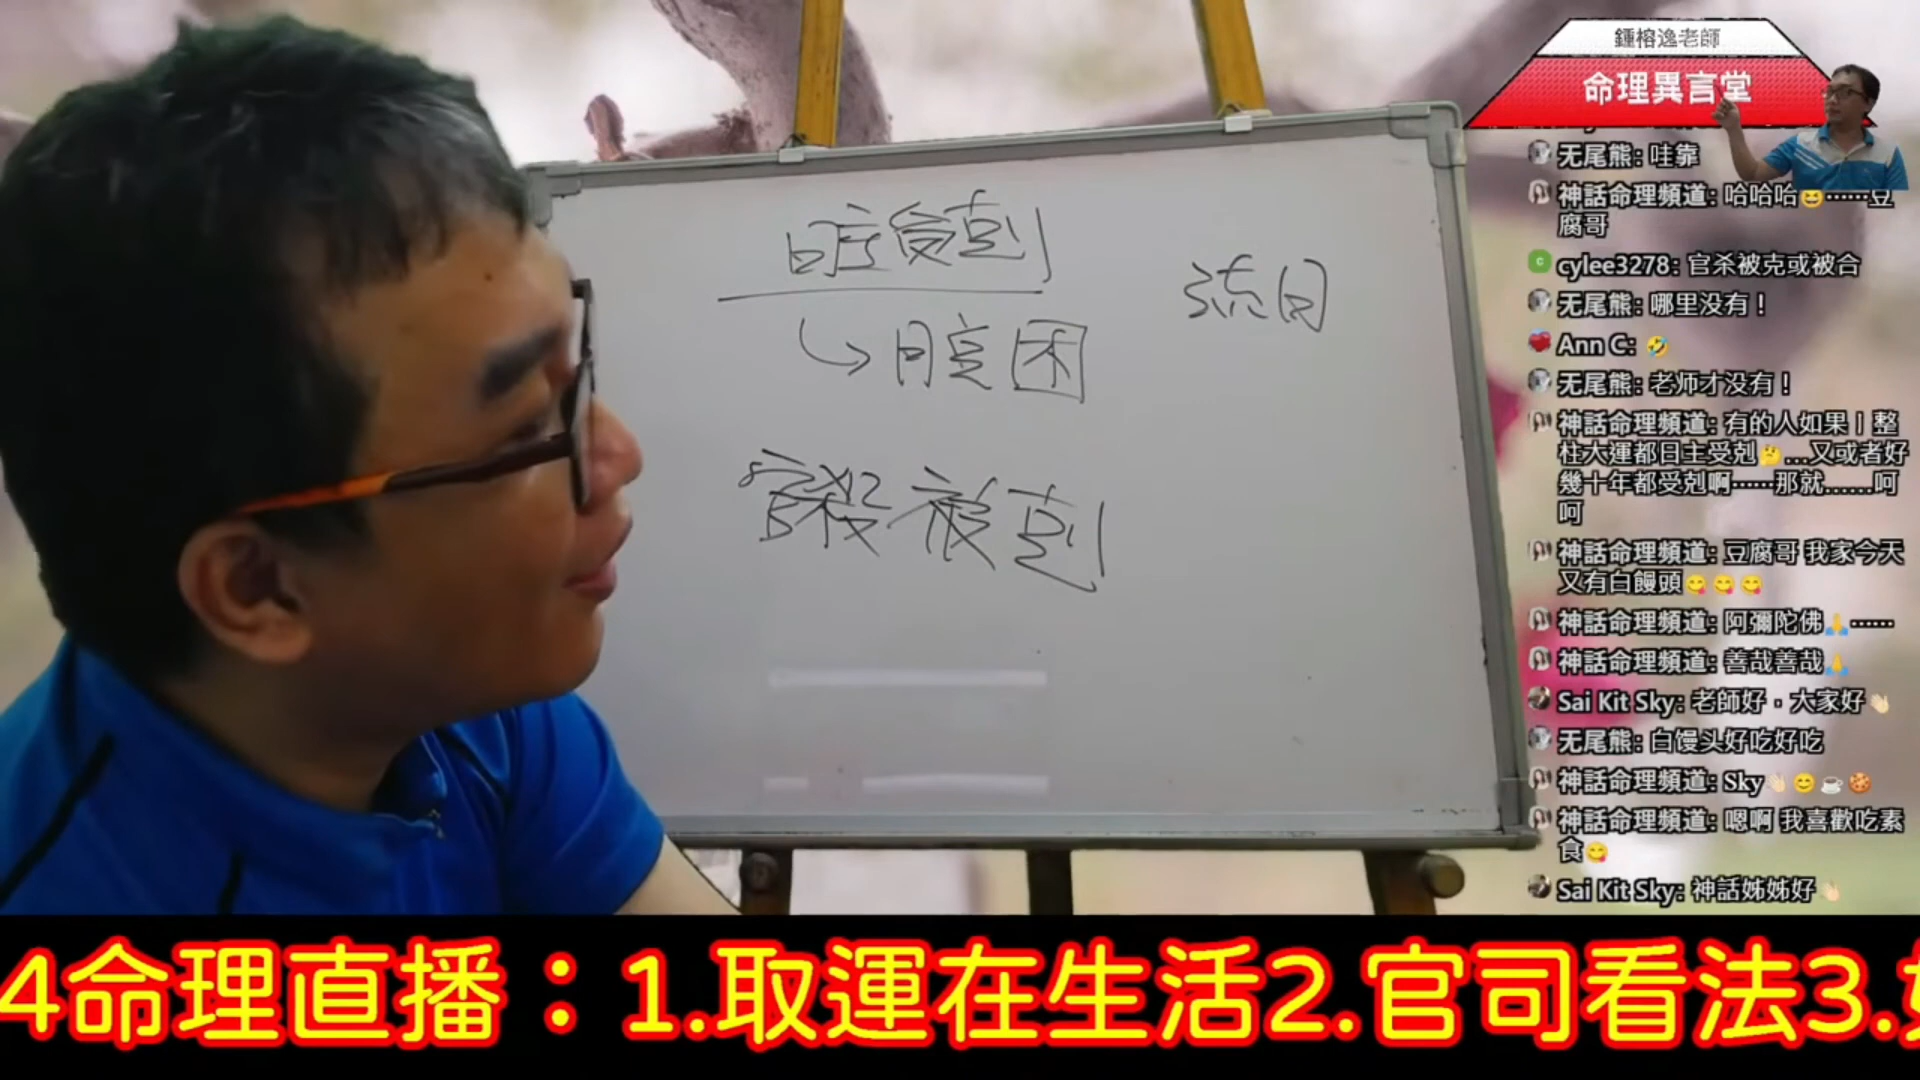 鍾榕逸老師
命理異言堂
日主受剋
流日
官殺被剋
无尾熊: 哇靠
神話命理頻道: 哈哈哈😆⋯⋯豆
腐哥
cylee3278: 官杀被克或被合
无尾熊: 哪里没有！
Ann C: 🤣
无尾熊: 老师才没有！
神話命理頻道: 有的人如果丨整
柱大運都日主受剋🤔....又或者好
幾十年都受剋啊⋯⋯那就......呵
呵
神話命理頻道: 豆腐哥 我家今天
又有白饅頭😋😋😋
神話命理頻道: 阿彌陀佛🙏⋯⋯
神話命理頻道: 善哉善哉🙏
Sai Kit Sky: 老師好，大家好👋🏻
无尾熊: 白馒头好吃好吃
神話命理頻道: Sky👋🏻😊☕🍪
神話命理頻道: 嗯啊 我喜歡吃素
食😋
Sai Kit Sky: 神話姊姊好👋🏻
4命理直播：1.取運在生活2.官司看法3.